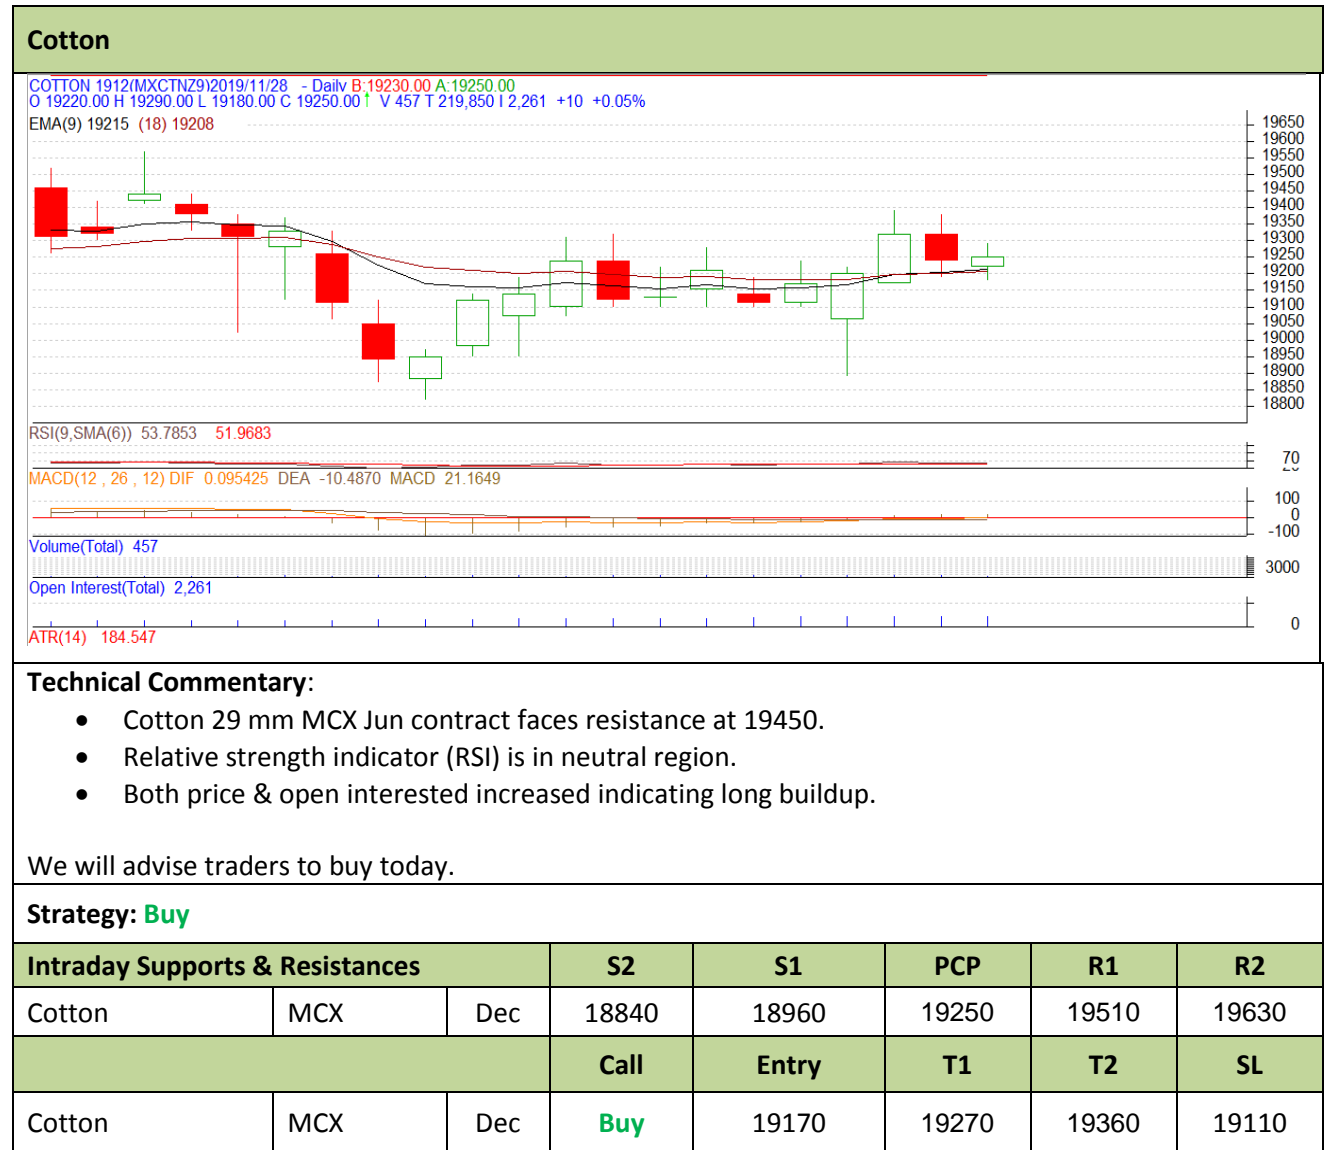 Cotton
COTTON 1912(MXCTNZ9)2019/11/28 - Daily B:19230.00 A:19250.00
O 19220.00 H 19290.00 L 19180.00 C 19250.00↑ V 457 T 219,850 I 2,261 +10 +0.05%
EMA(9) 19215 (18) 19208
19650
19600
19550
19500
19450
19400
19350
19300
19250
19200
19150
19100
19050
19000
18950
18900
18850
18800
RSI(9,SMA(6)) 53.7853 51.9683
70
MACD(12 , 26 , 12) DIF 0.095425 DEA -10.4870 MACD 21.1649
100
0
-100
Volume(Total) 457
3000
Open Interest(Total) 2,261
0
ATR(14) 184.547
Technical Commentary:
• Cotton 29 mm MCX Jun contract faces resistance at 19450.
• Relative strength indicator (RSI) is in neutral region.
• Both price & open interested increased indicating long buildup.
We will advise traders to buy today.
Strategy: Buy
Intraday Supports & Resistances S2 S1 PCP R1 R2
Cotton MCX Dec 18840 18960 19250 19510 19630
Call Entry T1 T2 SL
Cotton MCX Dec Buy 19170 19270 19360 19110